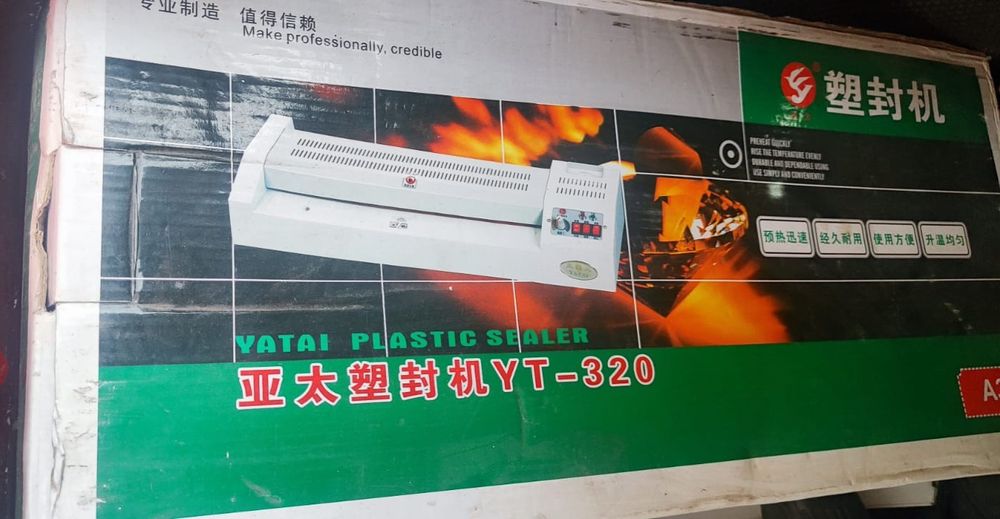 专业制造 值得信赖
Make professionally, credible
塑封机
PREHEAT QUICKLY
RISE THE TEMPERATURE EVENLY
DURABLE AND DEPENDABLE USING
USE SIMPLY AND CONVENIENTLY
预热迅速 经久耐用 使用方便 升温均匀
YATAI PLASTIC SEALER
亚太塑封机YT-320